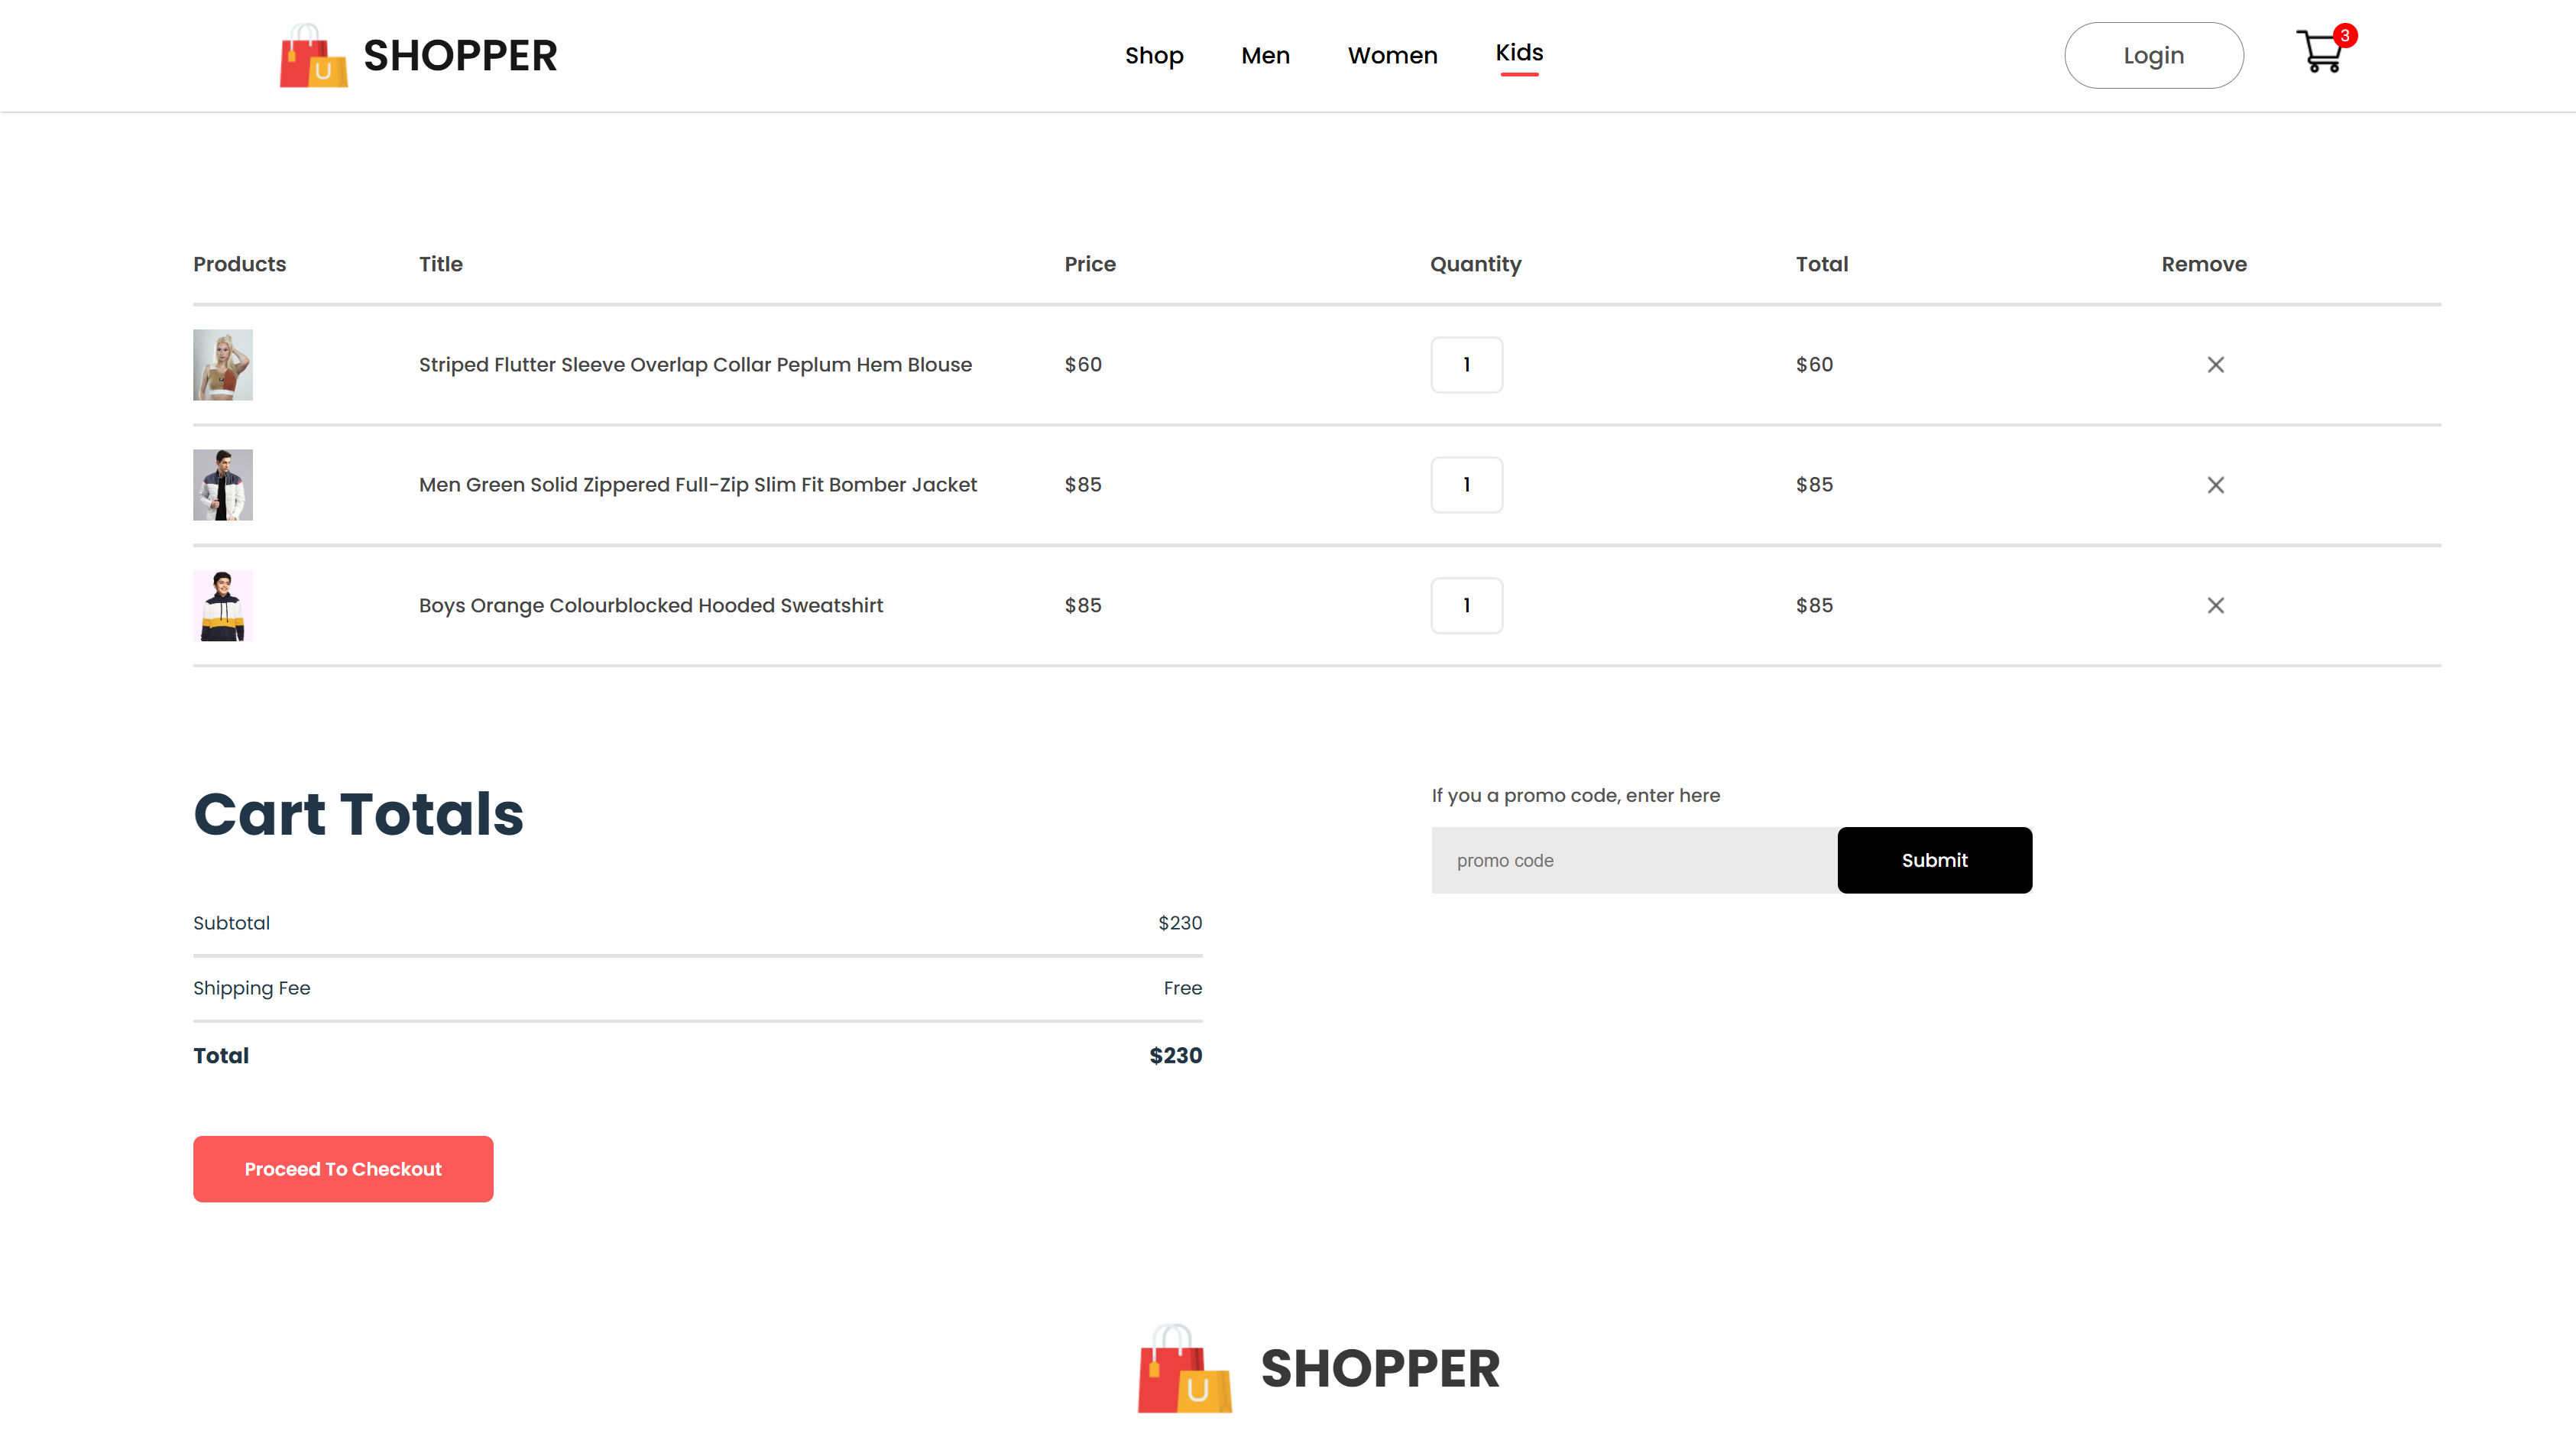 SHOPPER
Shop Men Women Kids
Login
3
Products Title Price Quantity Total Remove
Striped Flutter Sleeve Overlap Collar Peplum Hem Blouse $60 1 $60
Men Green Solid Zippered Full-Zip Slim Fit Bomber Jacket $85 1 $85
Boys Orange Colourblocked Hooded Sweatshirt $85 1 $85
Cart Totals
Subtotal $230
Shipping Fee Free
Total $230
Proceed To Checkout
If you a promo code, enter here
promo code
Submit
U SHOPPER